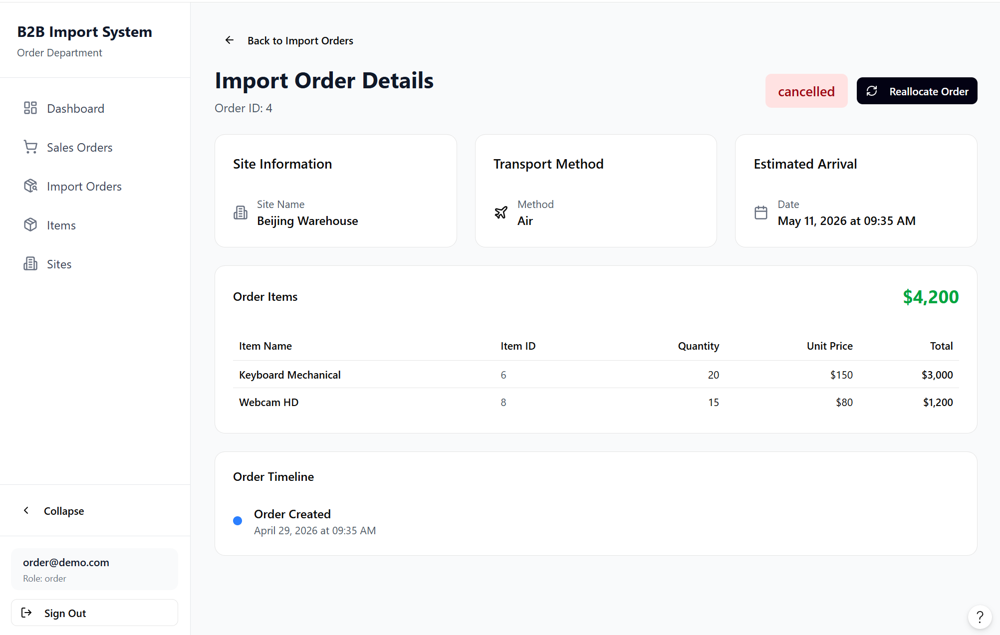 B2B Import System
Order Department
Dashboard
Sales Orders
Import Orders
Items
Sites
Collapse
order@demo.com
Role: order
Sign Out
Back to Import Orders
Import Order Details
Order ID: 4
cancelled
Reallocate Order
Site Information
Site Name
Beijing Warehouse
Transport Method
Method
Air
Estimated Arrival
Date
May 11, 2026 at 09:35 AM
Order Items
$4,200
Item Name Item ID Quantity Unit Price Total
Keyboard Mechanical 6 20 $150 $3,000
Webcam HD 8 15 $80 $1,200
Order Timeline
Order Created
April 29, 2026 at 09:35 AM
?